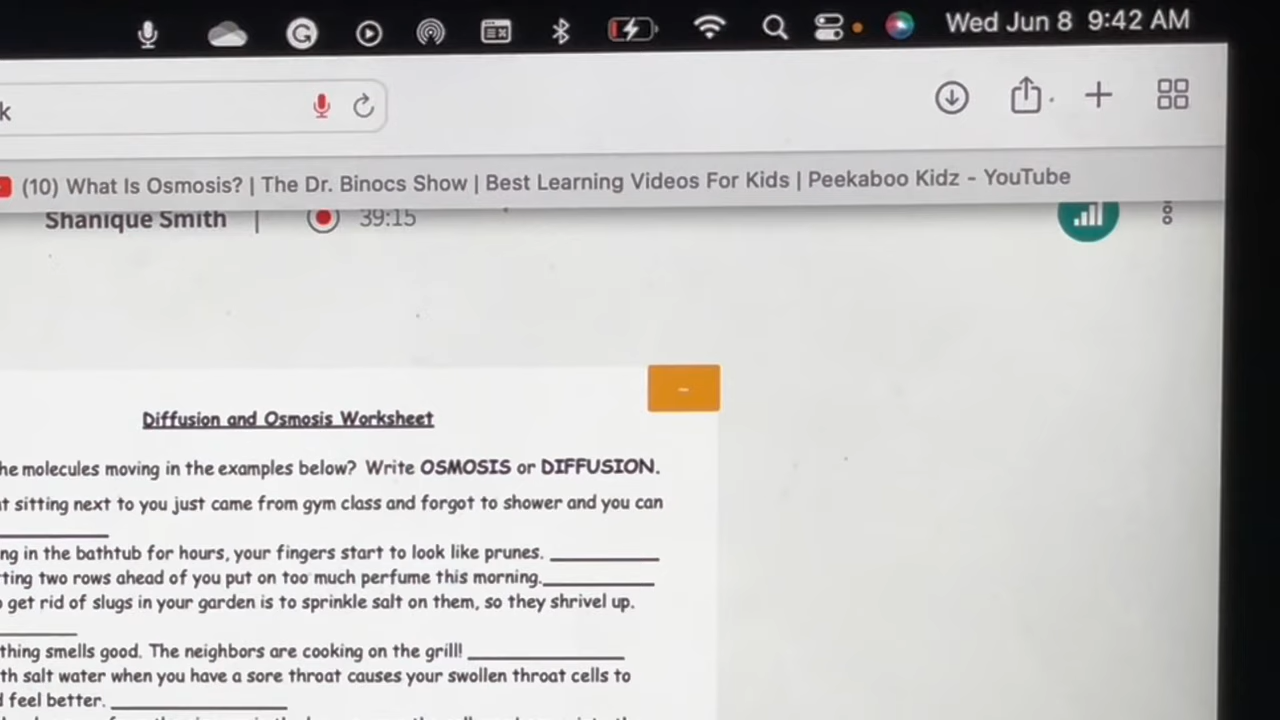 Wed Jun 8 9:42 AM
k
(10) What Is Osmosis? | The Dr. Binocs Show | Best Learning Videos For Kids | Peekaboo Kidz - YouTube
Shanique Smith | 39:15
Diffusion and Osmosis Worksheet
he molecules moving in the examples below? Write OSMOSIS or DIFFUSION.
t sitting next to you just came from gym class and forgot to shower and you can
ng in the bathtub for hours, your fingers start to look like prunes. ___________
ting two rows ahead of you put on too much perfume this morning.___________
get rid of slugs in your garden is to sprinkle salt on them, so they shrivel up.
thing smells good. The neighbors are cooking on the grill! ________________
th salt water when you have a sore throat causes your swollen throat cells to
feel better. __________________